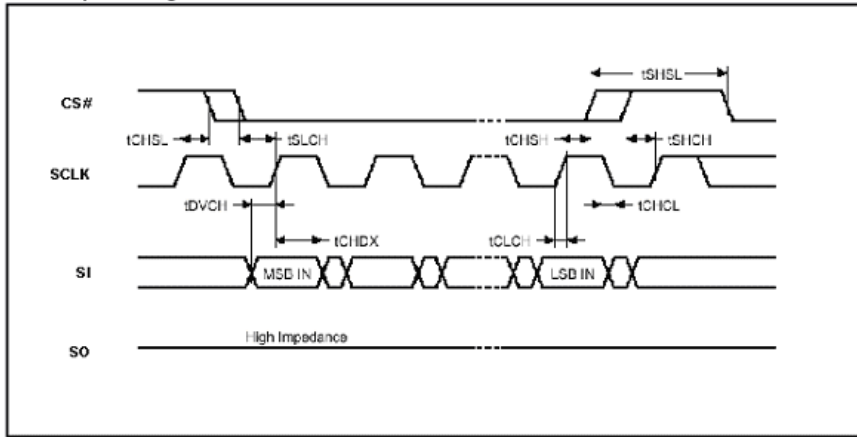 tSHSL
CS#
tCHSL
tSLCH
tCHSH
tSHCH
SCLK
tDVCH
tCHCL
tCHDX
tCLCH
SI
MSB IN
LSB IN
High Impedance
SO